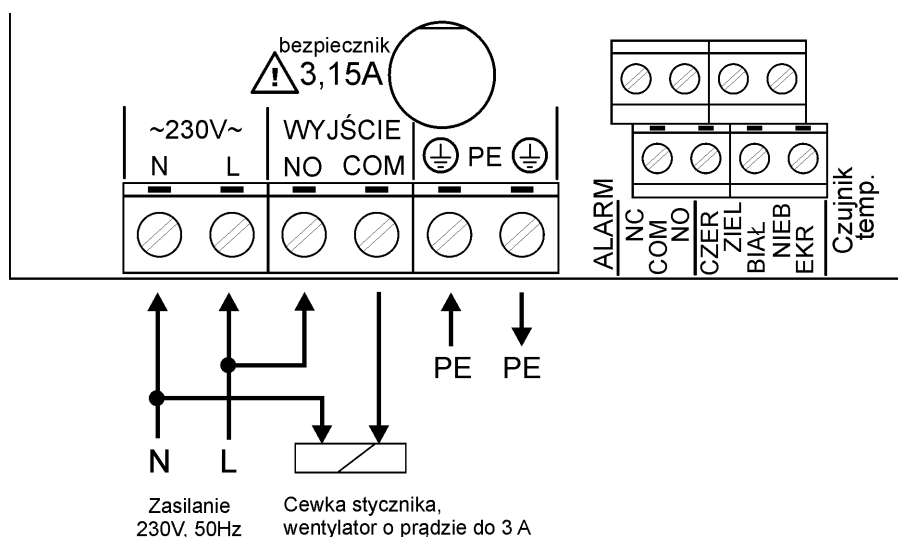 bezpiecznik
3,15A
~230V~
WYJŚCIE
N
L
NO
COM
PE
ALARM
NC
COM
NO
CZER
ZIEL
BIAŁ
NIEB
EKR
Czujnik
temp.
PE
PE
N
L
Zasilanie
230V, 50Hz
Cewka stycznika,
wentylator o prądzie do 3 A